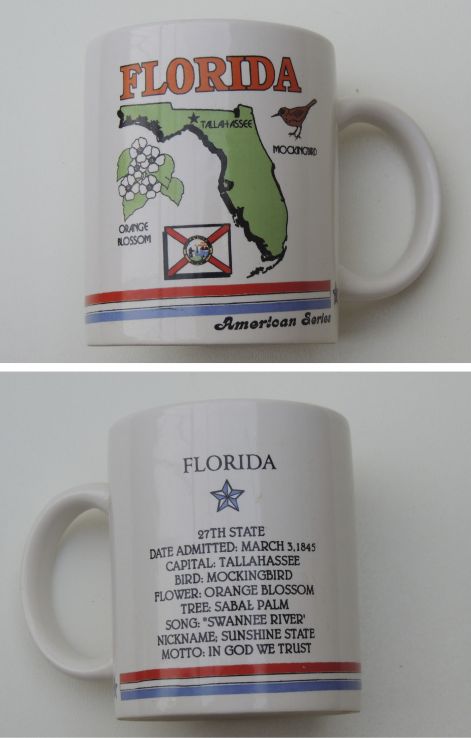 FLORIDA
TALLAHASSEE
MOCKINGBIRD
ORANGE
BLOSSOM
American Series
FLORIDA
27TH STATE
DATE ADMITTED: MARCH 3,1845
CAPITAL: TALLAHASSEE
BIRD: MOCKINGBIRD
FLOWER: ORANGE BLOSSOM
TREE: SABAL PALM
SONG: "SWANNEE RIVER'
NICKNAME; SUNSHINE STATE
MOTTO: IN GOD WE TRUST